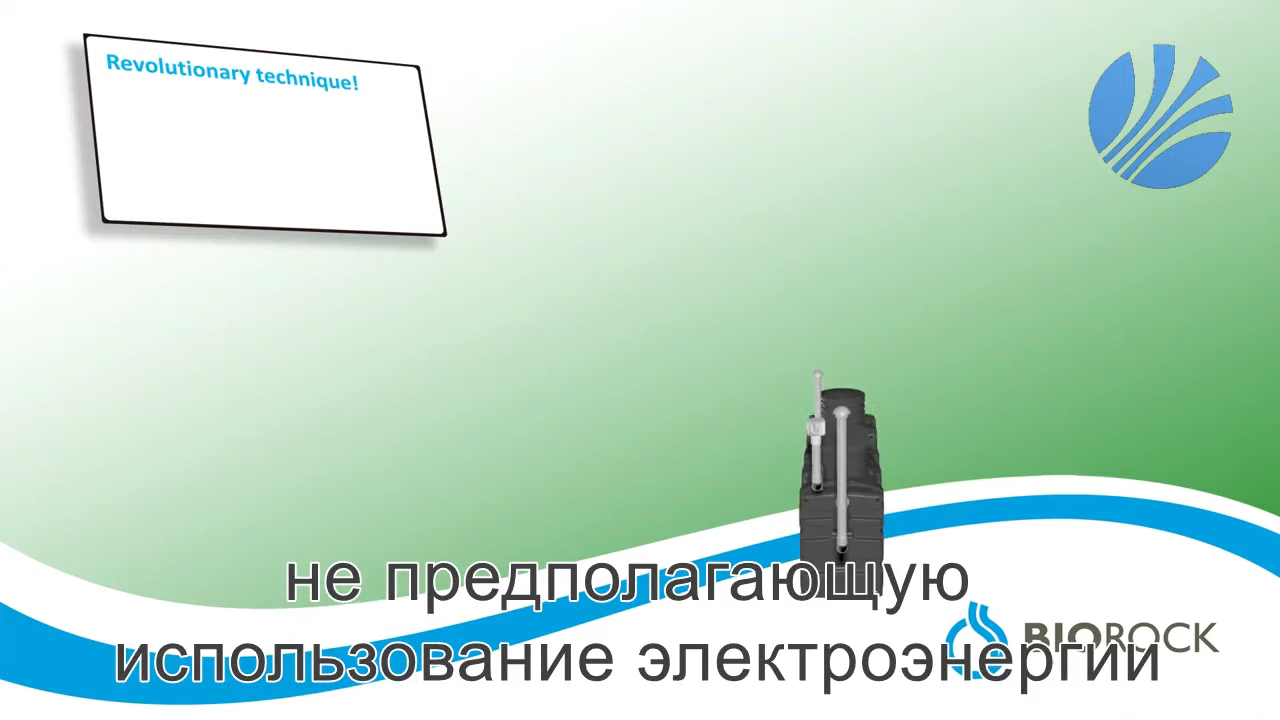 Revolutionary technique!
не предполагающую
использование электроэнергии
BIOROCK